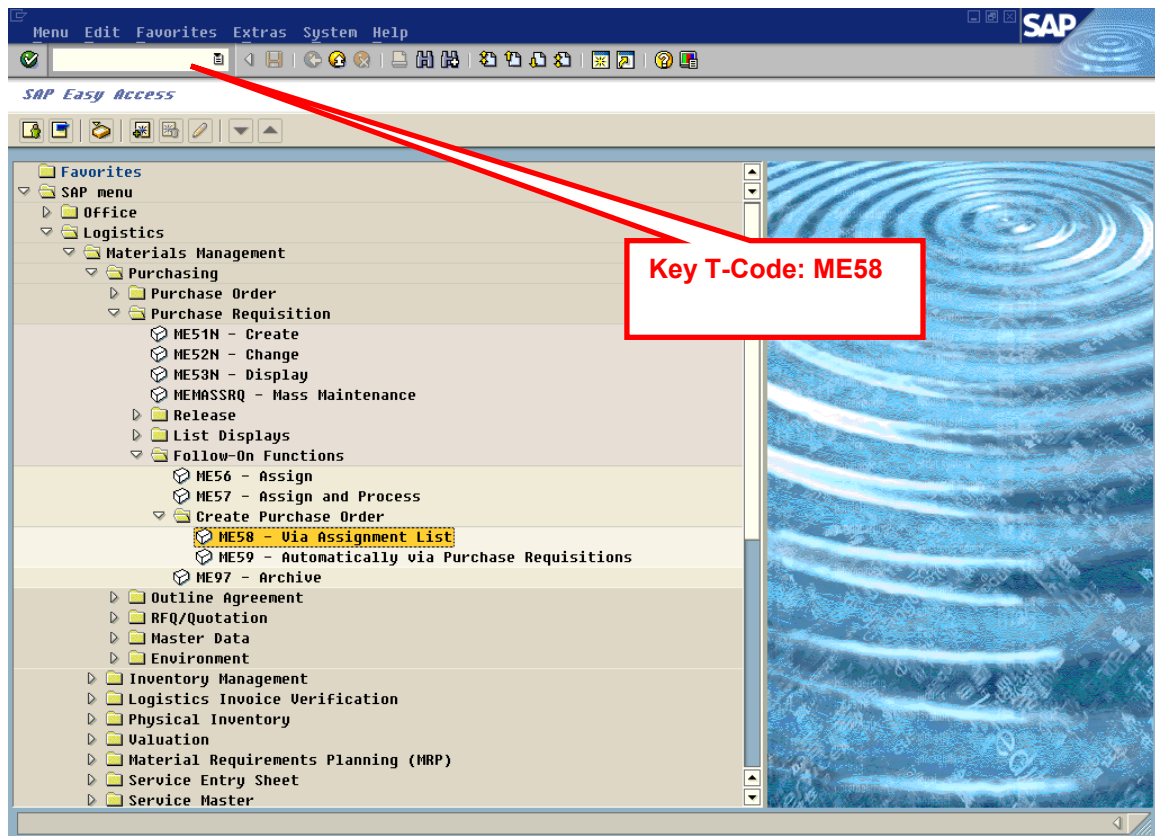 Menu Edit Favorites Extras System Help
SAP
SAP Easy Access
Favorites
SAP menu
Office
Logistics
Materials Management
Purchasing
Purchase Order
Purchase Requisition
ME51N - Create
ME52N - Change
ME53N - Display
MEMASSRQ - Mass Maintenance
Release
List Displays
Follow-On Functions
ME56 - Assign
ME57 - Assign and Process
Create Purchase Order
ME58 - Via Assignment List
ME59 - Automatically via Purchase Requisitions
ME97 - Archive
Outline Agreement
RFQ/Quotation
Master Data
Environment
Inventory Management
Logistics Invoice Verification
Physical Inventory
Valuation
Material Requirements Planning (MRP)
Service Entry Sheet
Service Master
Key T-Code: ME58